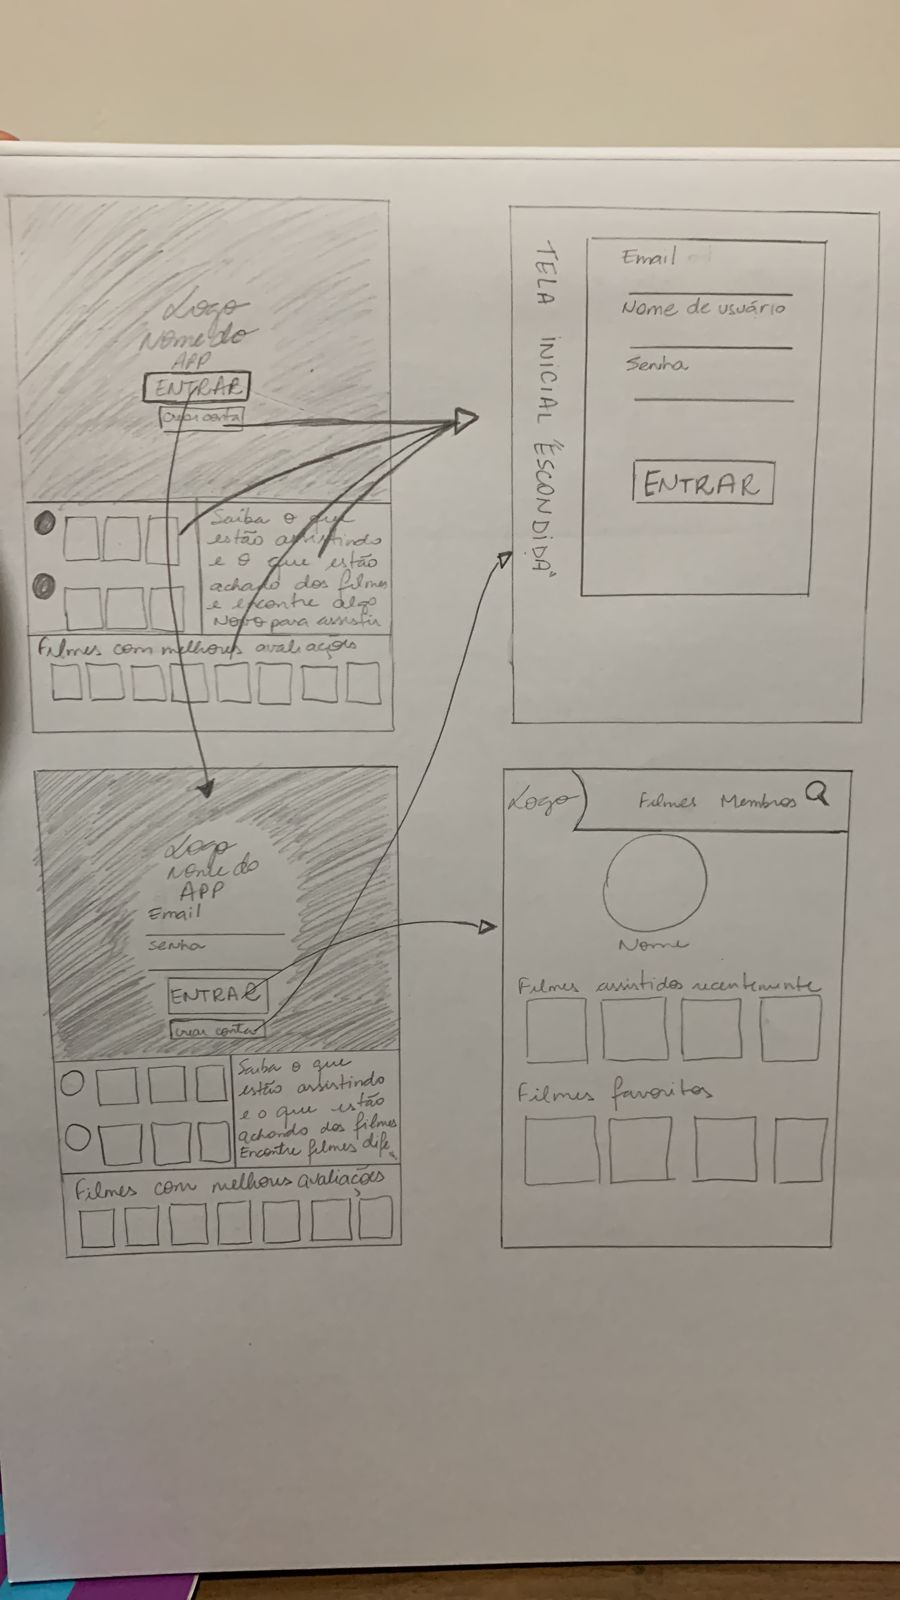 Logo
Nome do
APP
ENTRAR
criar conta
Saiba o que
estão assistindo
e o que estão
achado dos filmes
e encontre algo
novo para assistir
Filmes com melhores avaliações
TELA INICIAL "ESCONDIDA"
Email
Nome de usuário
Senha
ENTRAR
Logo
Nome do
APP
Email
Senha
ENTRAR
criar conta
Saiba o que
estão assistindo
e o que estão
achando dos filmes
Encontre filmes dife
Filmes com melhores avaliações
Logo Filmes Membros
Nome
Filmes assistidos recentemente
Filmes favoritos